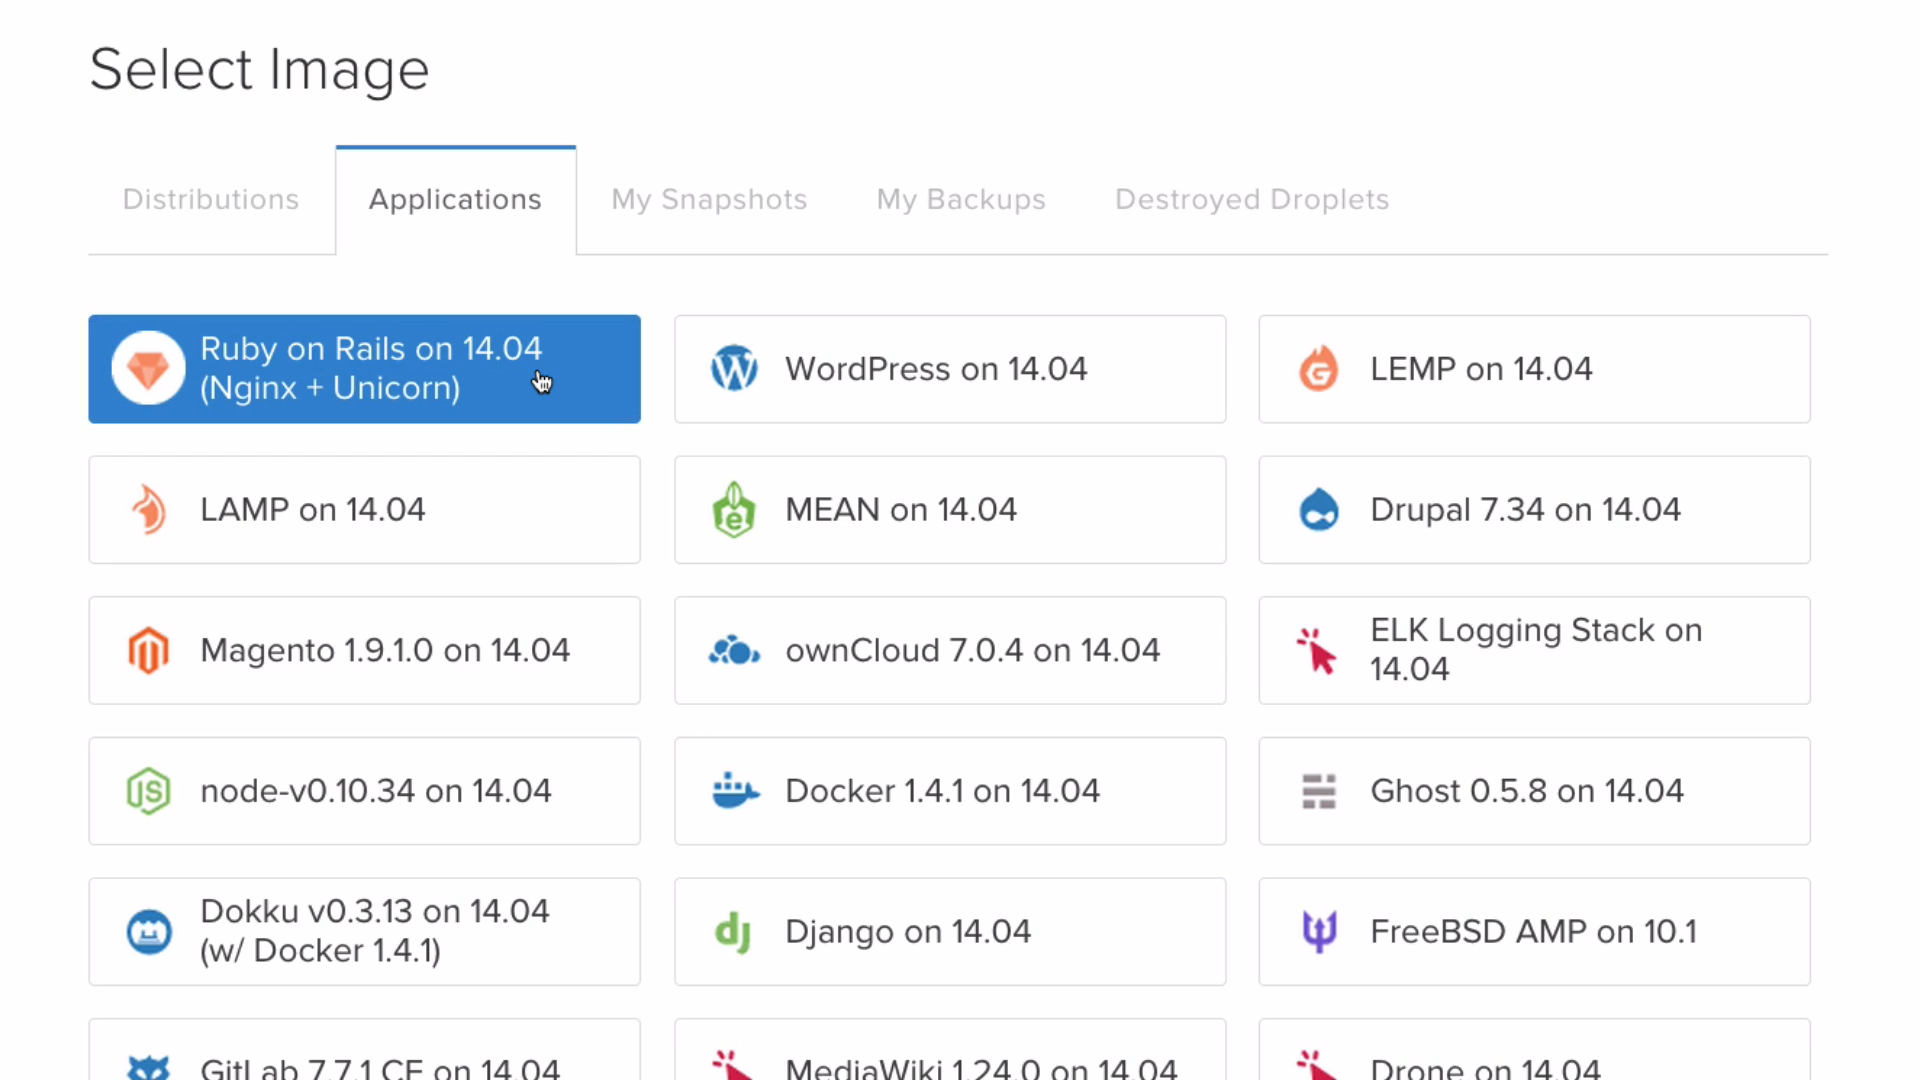 Select Image
Distributions
Applications
My Snapshots
My Backups
Destroyed Droplets
Ruby on Rails on 14.04
(Nginx + Unicorn)
WordPress on 14.04
LEMP on 14.04
LAMP on 14.04
MEAN on 14.04
Drupal 7.34 on 14.04
Magento 1.9.1.0 on 14.04
ownCloud 7.0.4 on 14.04
ELK Logging Stack on
14.04
node-v0.10.34 on 14.04
Docker 1.4.1 on 14.04
Ghost 0.5.8 on 14.04
Dokku v0.3.13 on 14.04
(w/ Docker 1.4.1)
Django on 14.04
FreeBSD AMP on 10.1
GitLab 7.7.1 CE on 14.04
MediaWiki 1.24.0 on 14.04
Drone on 14.04